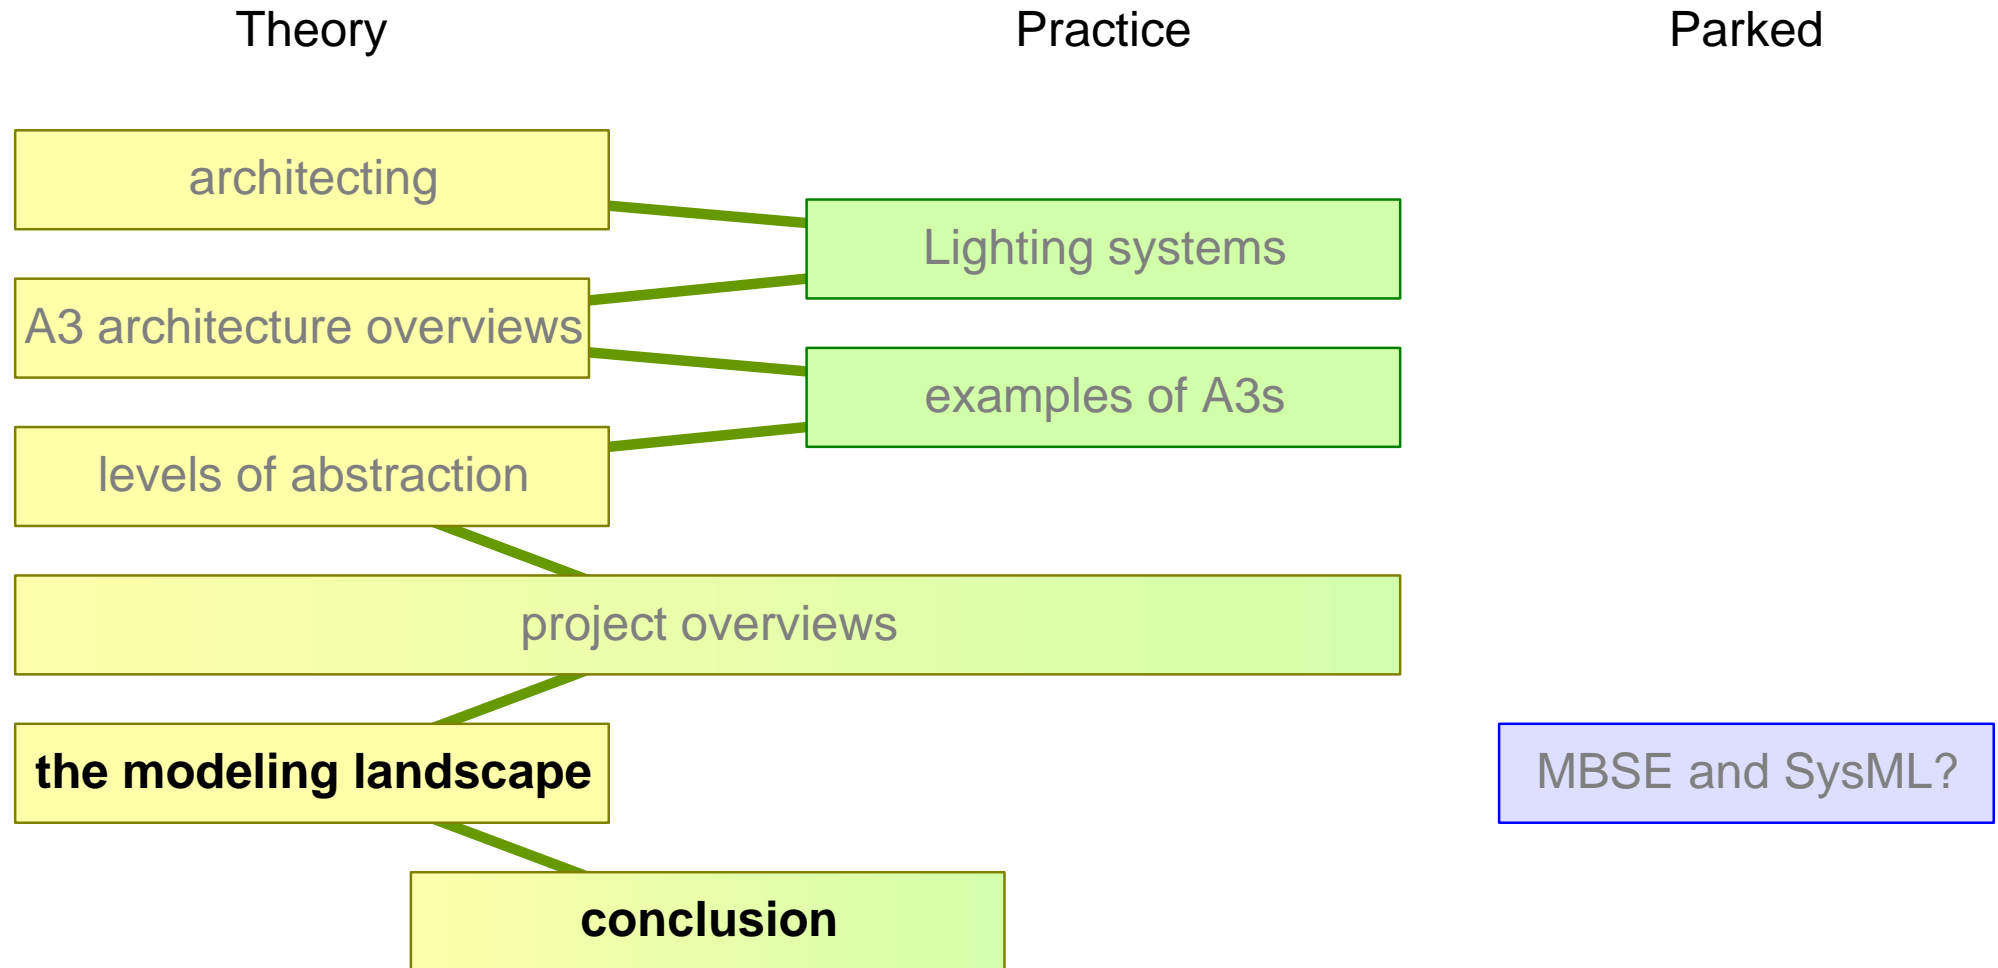 Theory
Practice
Parked
architecting
Lighting systems
A3 architecture overviews
examples of A3s
levels of abstraction
project overviews
the modeling landscape
MBSE and SysML?
conclusion